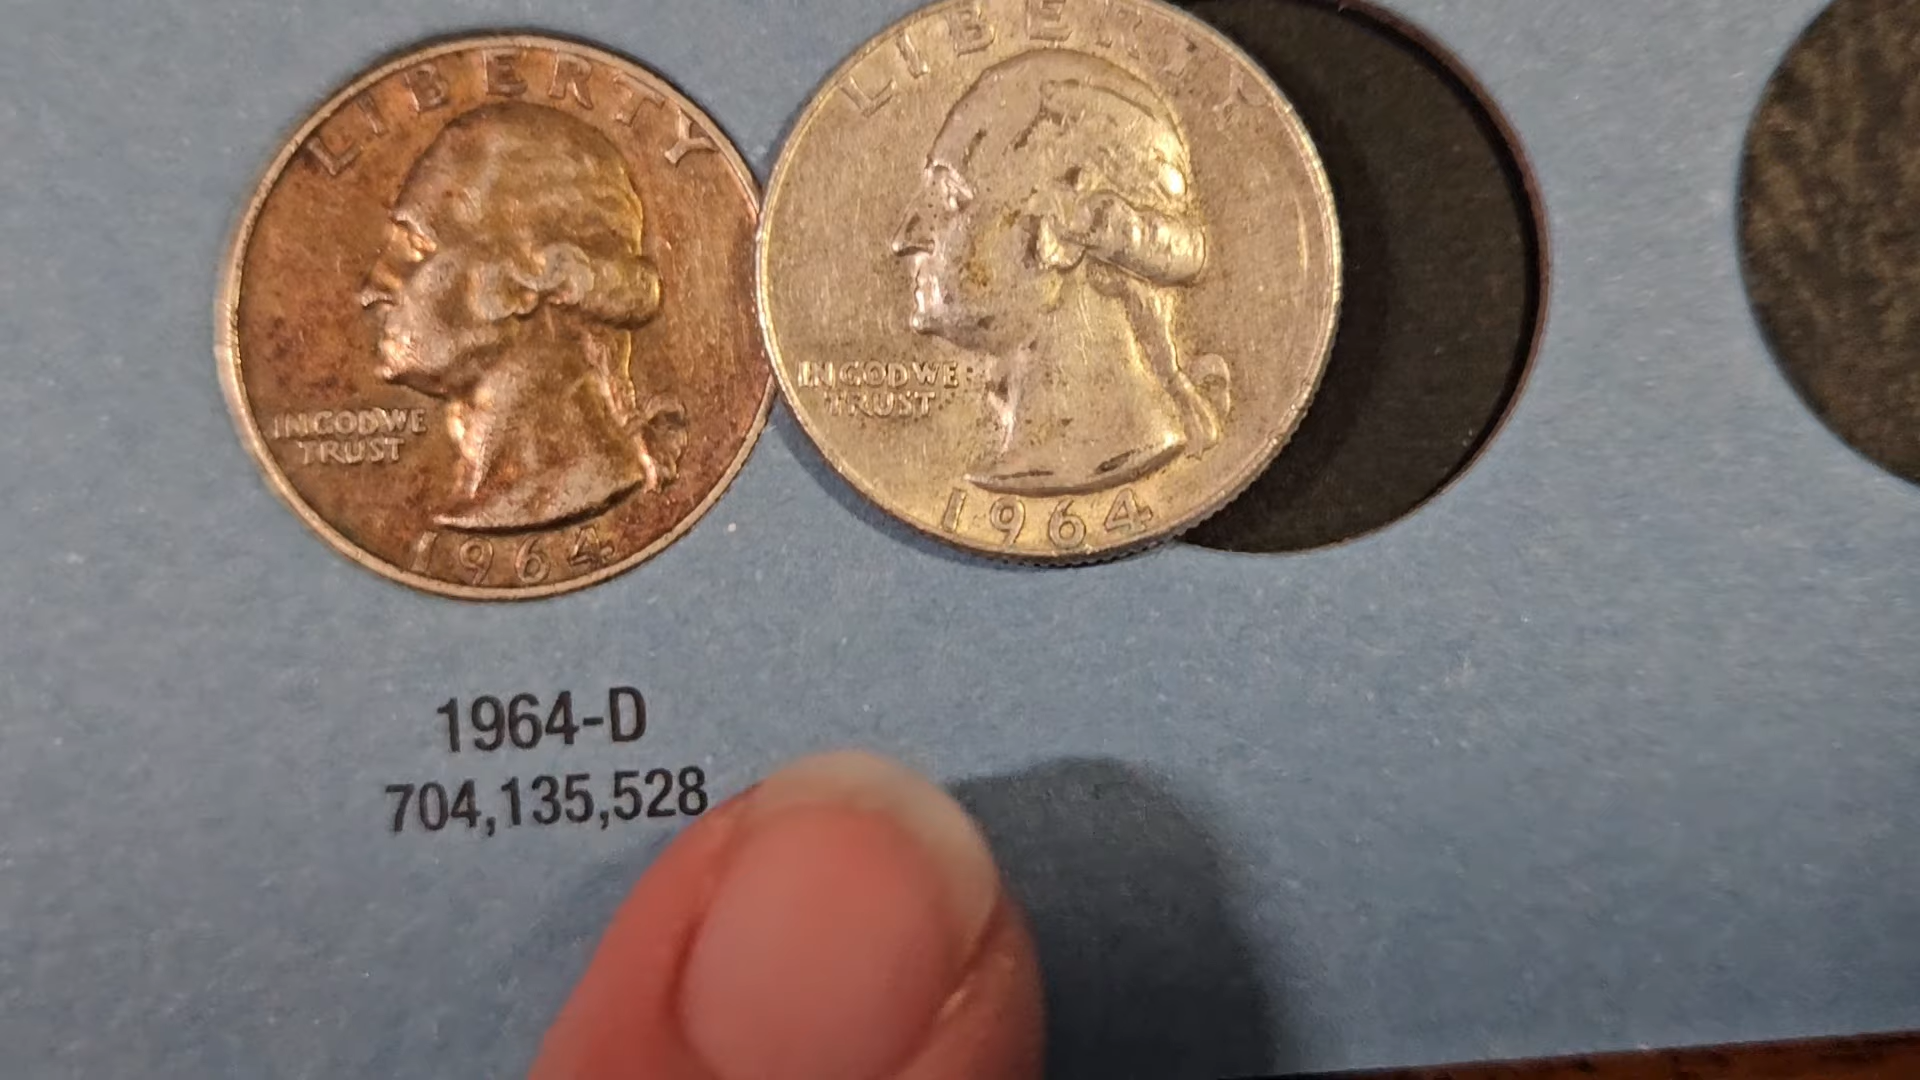 LIBERTY
IN GOD WE
TRUST
1964
LIBERTY
IN GOD WE
TRUST
1964
1964-D
704,135,528